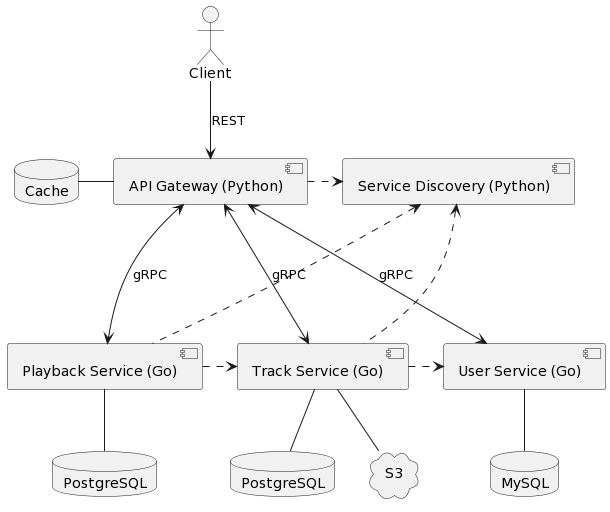 Client
REST
Cache
API Gateway (Python)
Service Discovery (Python)
gRPC
gRPC
gRPC
Playback Service (Go)
Track Service (Go)
User Service (Go)
PostgreSQL
PostgreSQL
S3
MySQL